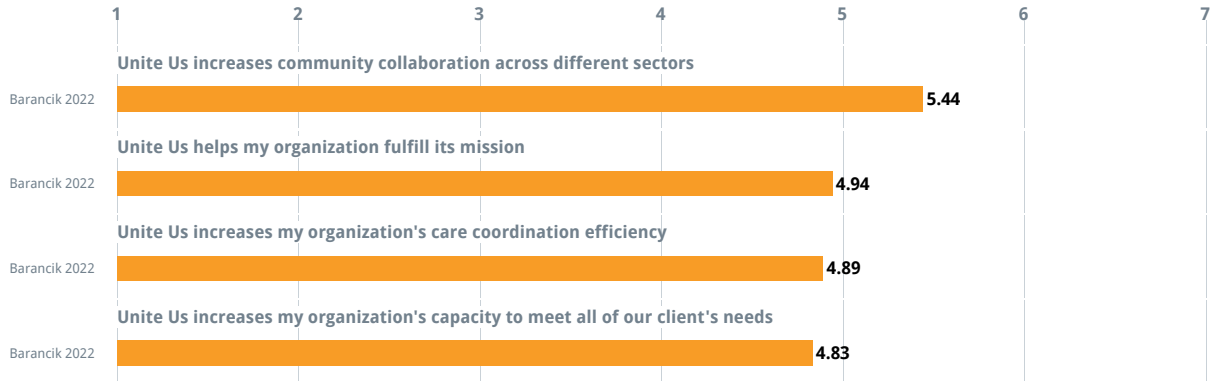 1 2 3 4 5 6 7
Unite Us increases community collaboration across different sectors
Barancik 2022 5.44
Unite Us helps my organization fulfill its mission
Barancik 2022 4.94
Unite Us increases my organization's care coordination efficiency
Barancik 2022 4.89
Unite Us increases my organization's capacity to meet all of our client's needs
Barancik 2022 4.83